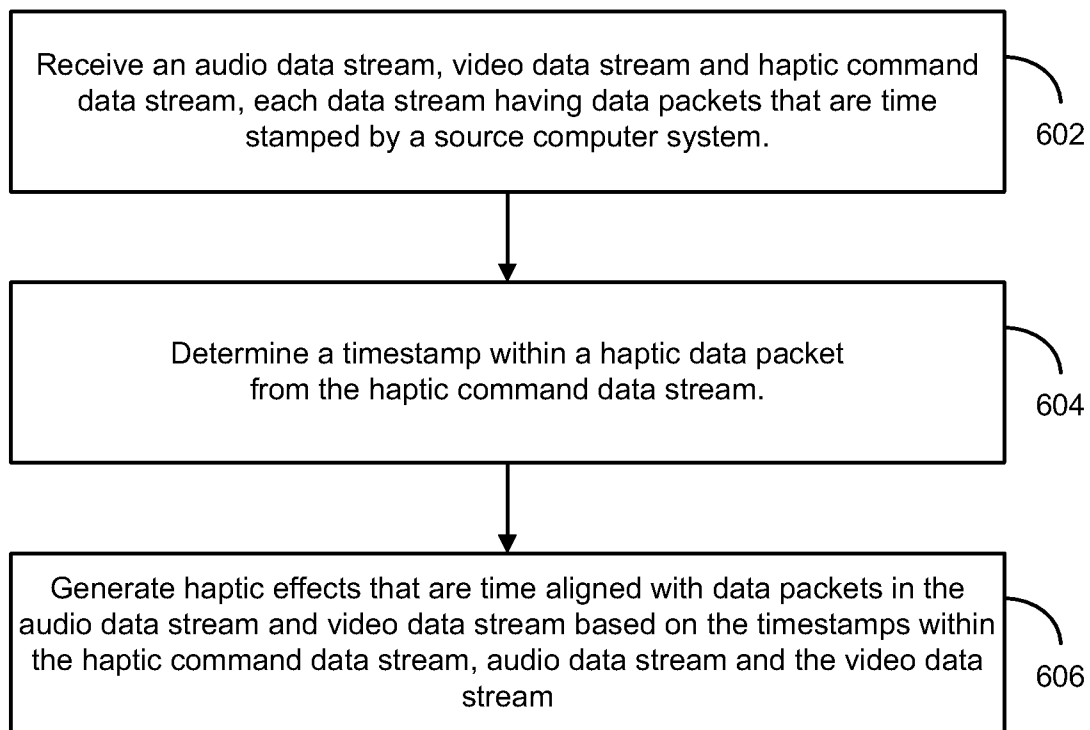 Receive an audio data stream, video data stream and haptic command
data stream, each data stream having data packets that are time
stamped by a source computer system.
602
Determine a timestamp within a haptic data packet
from the haptic command data stream.
604
Generate haptic effects that are time aligned with data packets in the
audio data stream and video data stream based on the timestamps within
the haptic command data stream, audio data stream and the video data
stream
606